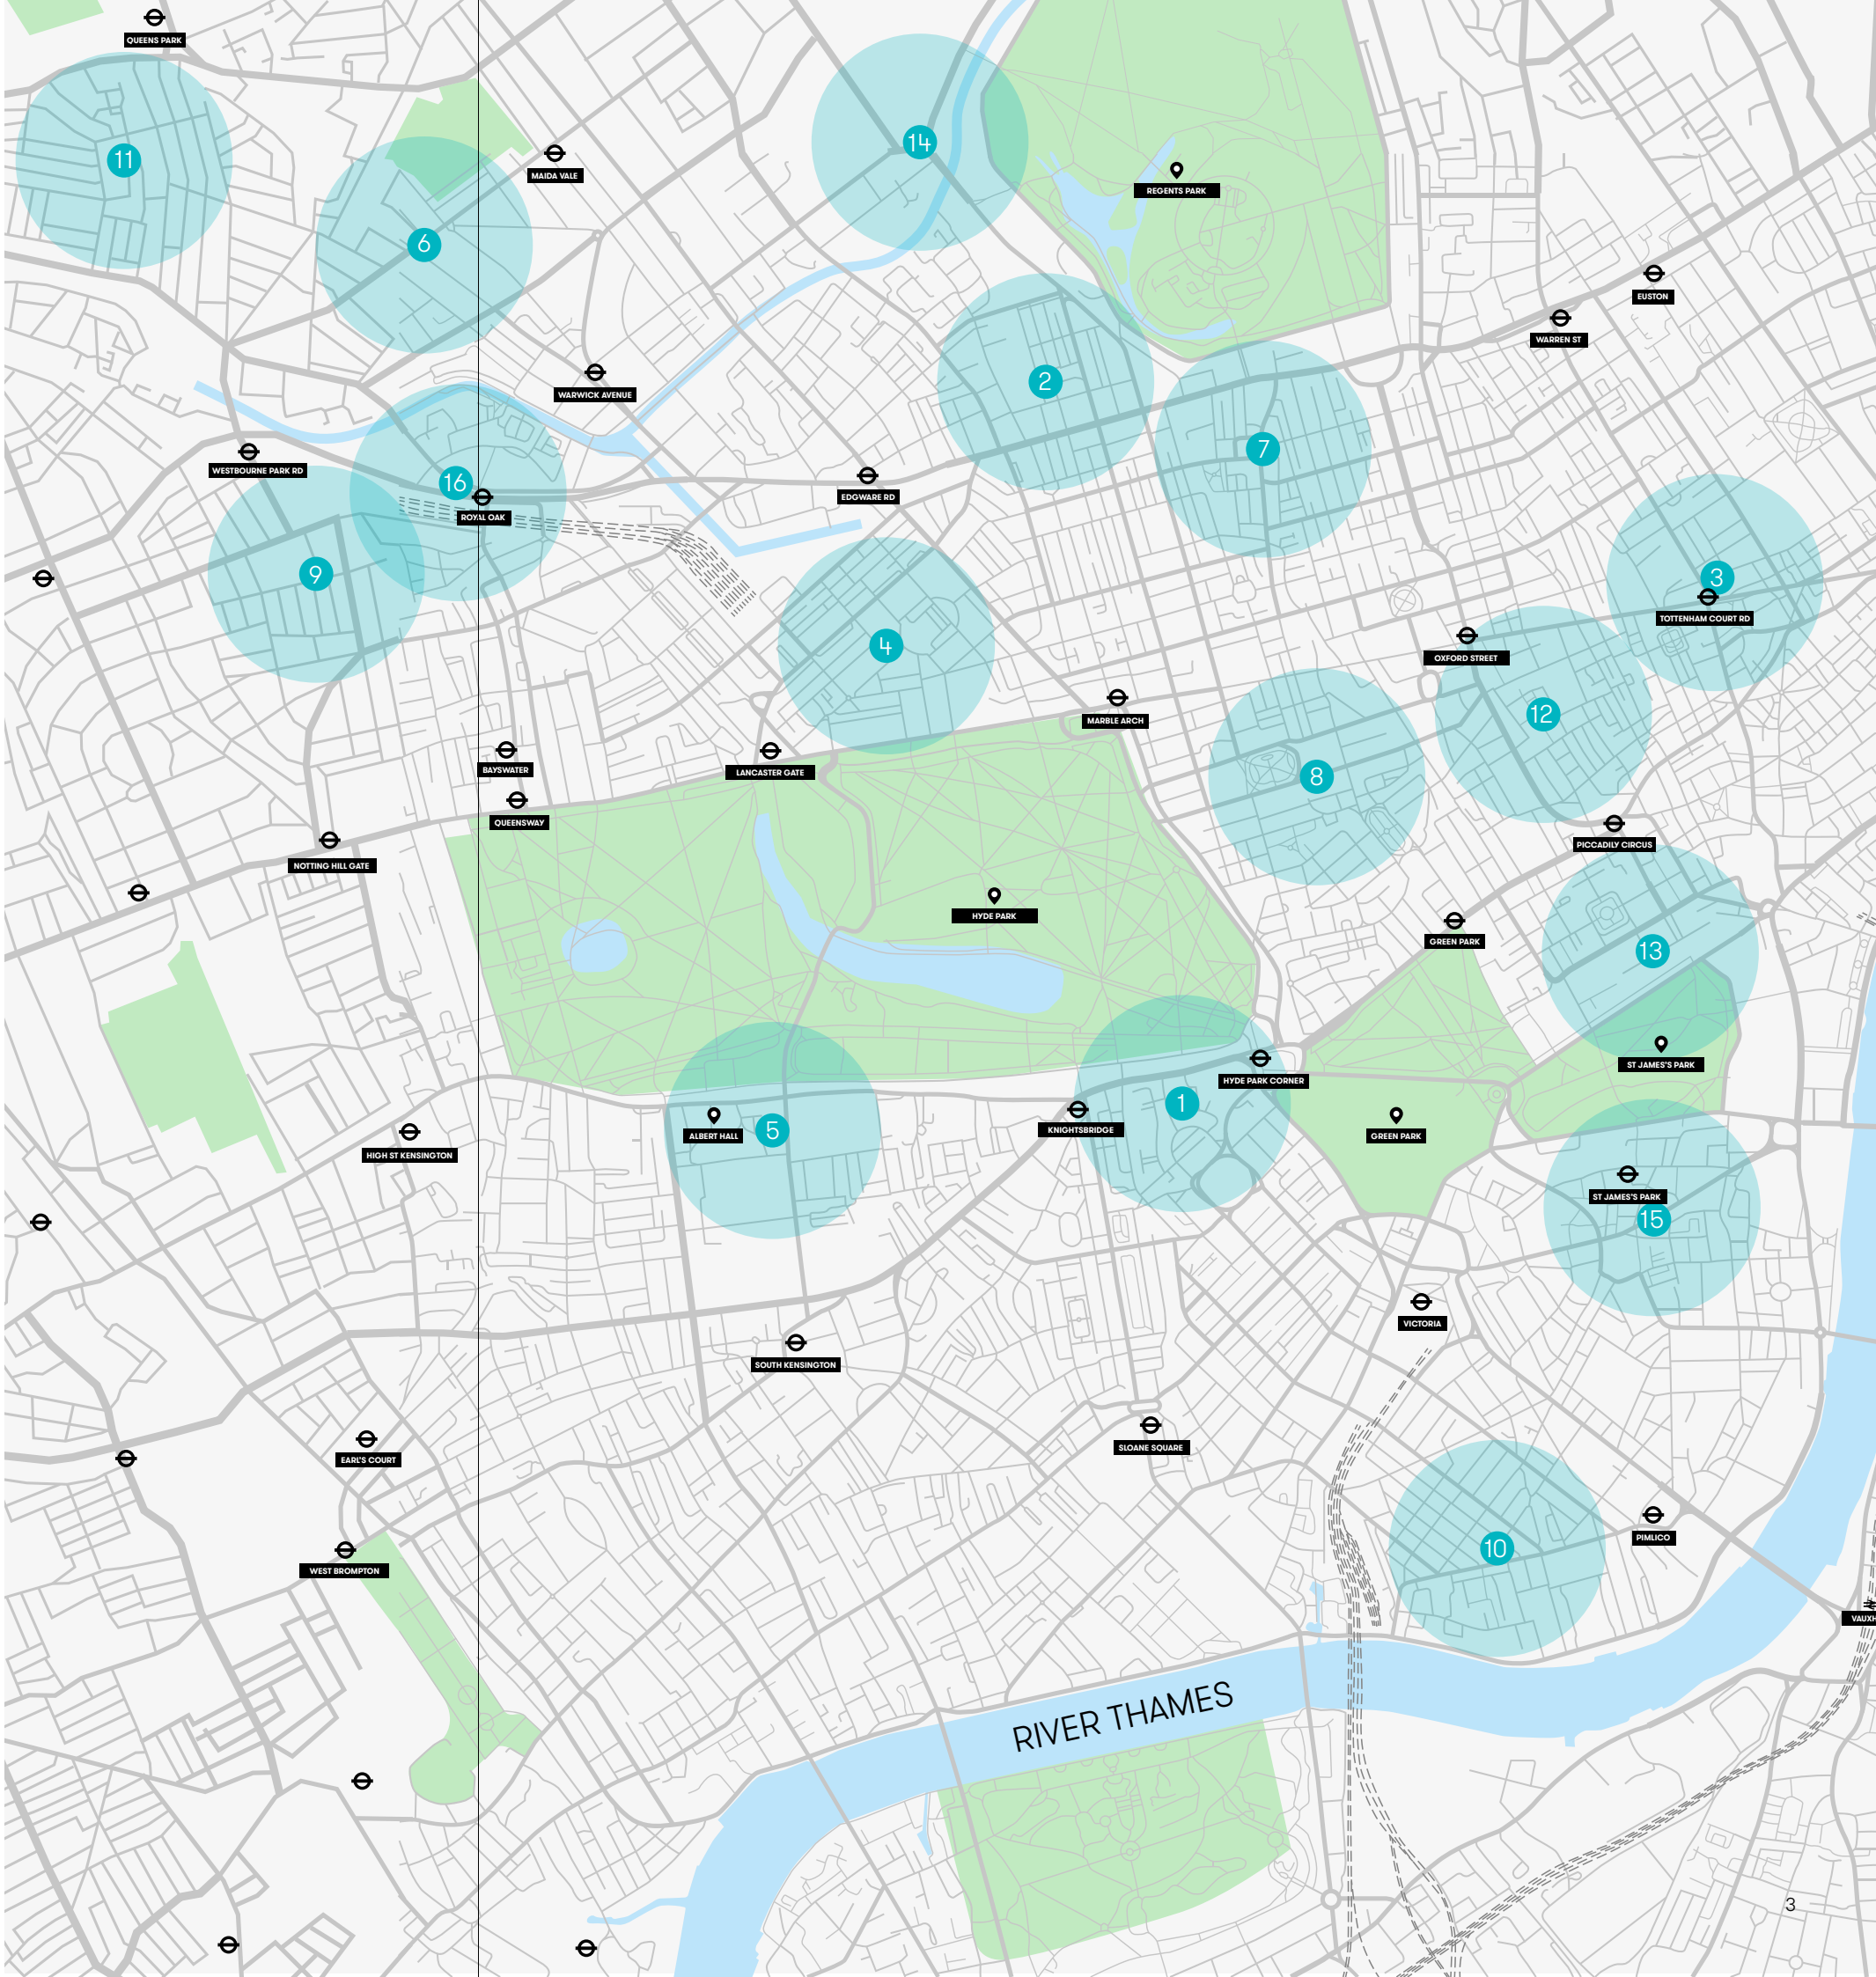 QUEENS PARK
11
14
MAIDA VALE
REGENTS PARK
6
EUSTON
WARREN ST
2
WARWICK AVENUE
7
WESTBOURNE PARK RD
16
EDGWARE RD
ROYAL OAK
9
3
TOTTENHAM COURT RD
4
OXFORD STREET
12
MARBLE ARCH
BAYSWATER
LANCASTER GATE
8
QUEENSWAY
PICCADILY CIRCUS
NOTTING HILL GATE
HYDE PARK
GREEN PARK
13
ST JAMES'S PARK
HYDE PARK CORNER
1
ALBERT HALL
5
KNIGHTSBRIDGE
GREEN PARK
HIGH ST KENSINGTON
ST JAMES'S PARK
15
VICTORIA
SOUTH KENSINGTON
SLOANE SQUARE
EARL'S COURT
PIMLICO
10
WEST BROMPTON
VAUXH
RIVER THAMES
3